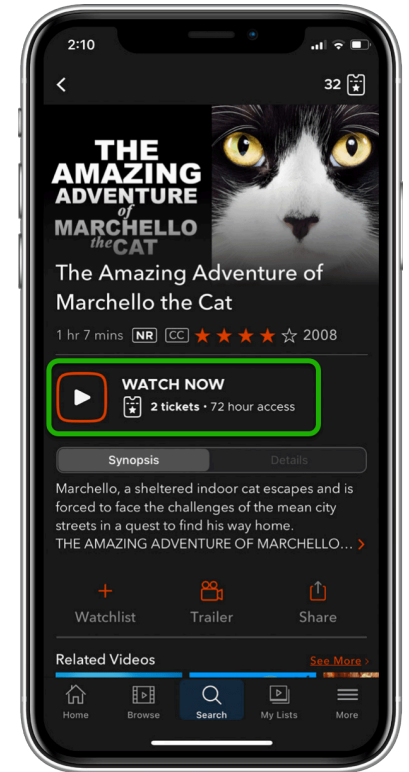 2:10
32
THE
AMAZING
ADVENTURE
of
MARCHELLO
the CAT
The Amazing Adventure of
Marchello the Cat
1 hr 7 mins NR CC 2008
WATCH NOW
2 tickets • 72 hour access
Synopsis Details
Marchello, a sheltered indoor cat escapes and is
forced to face the challenges of the mean city
streets in a quest to find his way home.
THE AMAZING ADVENTURE OF MARCHELLO... >
Watchlist Trailer Share
Related Videos See More >
Home Browse Search My Lists More